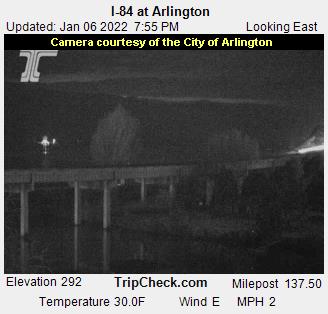 I-84 at Arlington
Updated: Jan 06 2022 7:55 PM Looking East
Camera courtesy of the City of Arlington
Elevation 292 TripCheck.com Milepost 137.50
Temperature 30.0F Wind E MPH 2